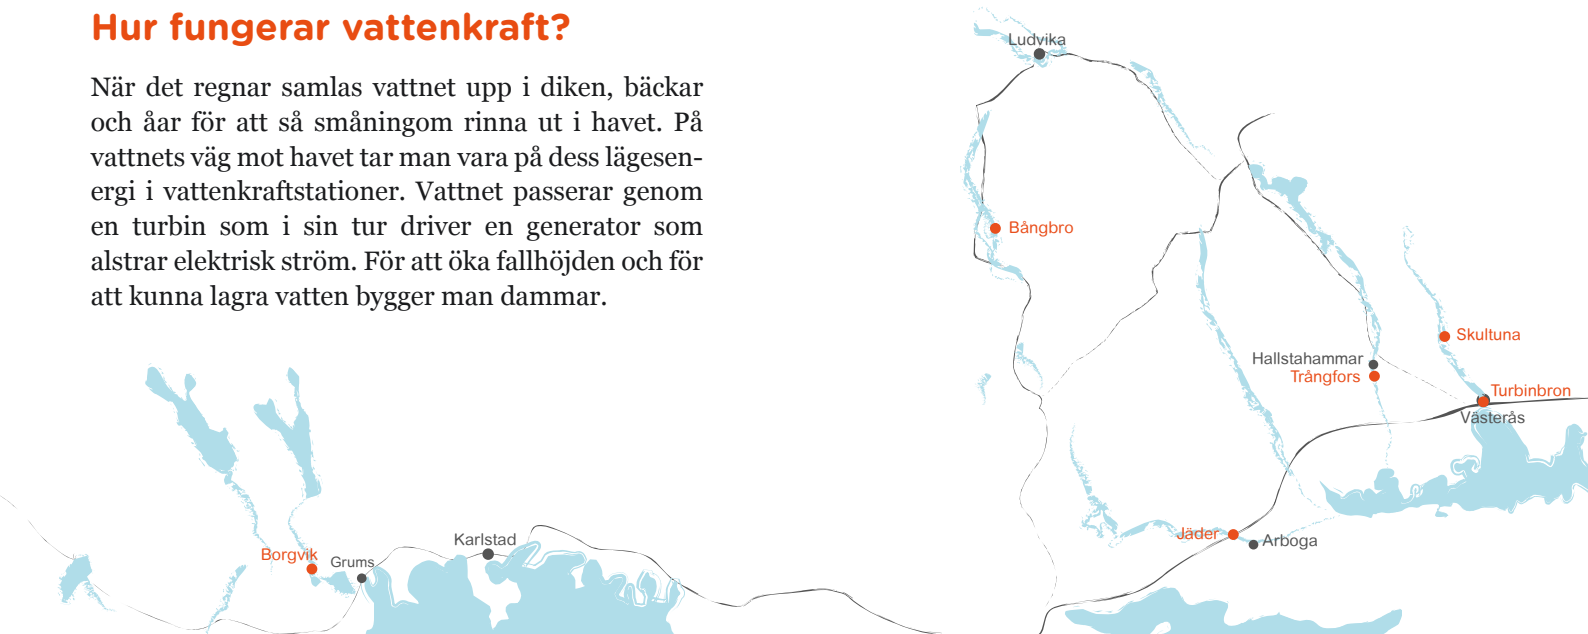 Hur fungerar vattenkraft?
När det regnar samlas vattnet upp i diken, bäckar
och åar för att så småningom rinna ut i havet. På
vattnets väg mot havet tar man vara på dess lägesen-
ergi i vattenkraftstationer. Vattnet passerar genom
en turbin som i sin tur driver en generator som
alstrar elektrisk ström. För att öka fallhöjden och för
att kunna lagra vatten bygger man dammar.
Ludvika
Bångbro
Skultuna
Hallstahammar
Trångfors
Turbinbron
Västerås
Jäder
Arboga
Karlstad
Borgvik
Grums